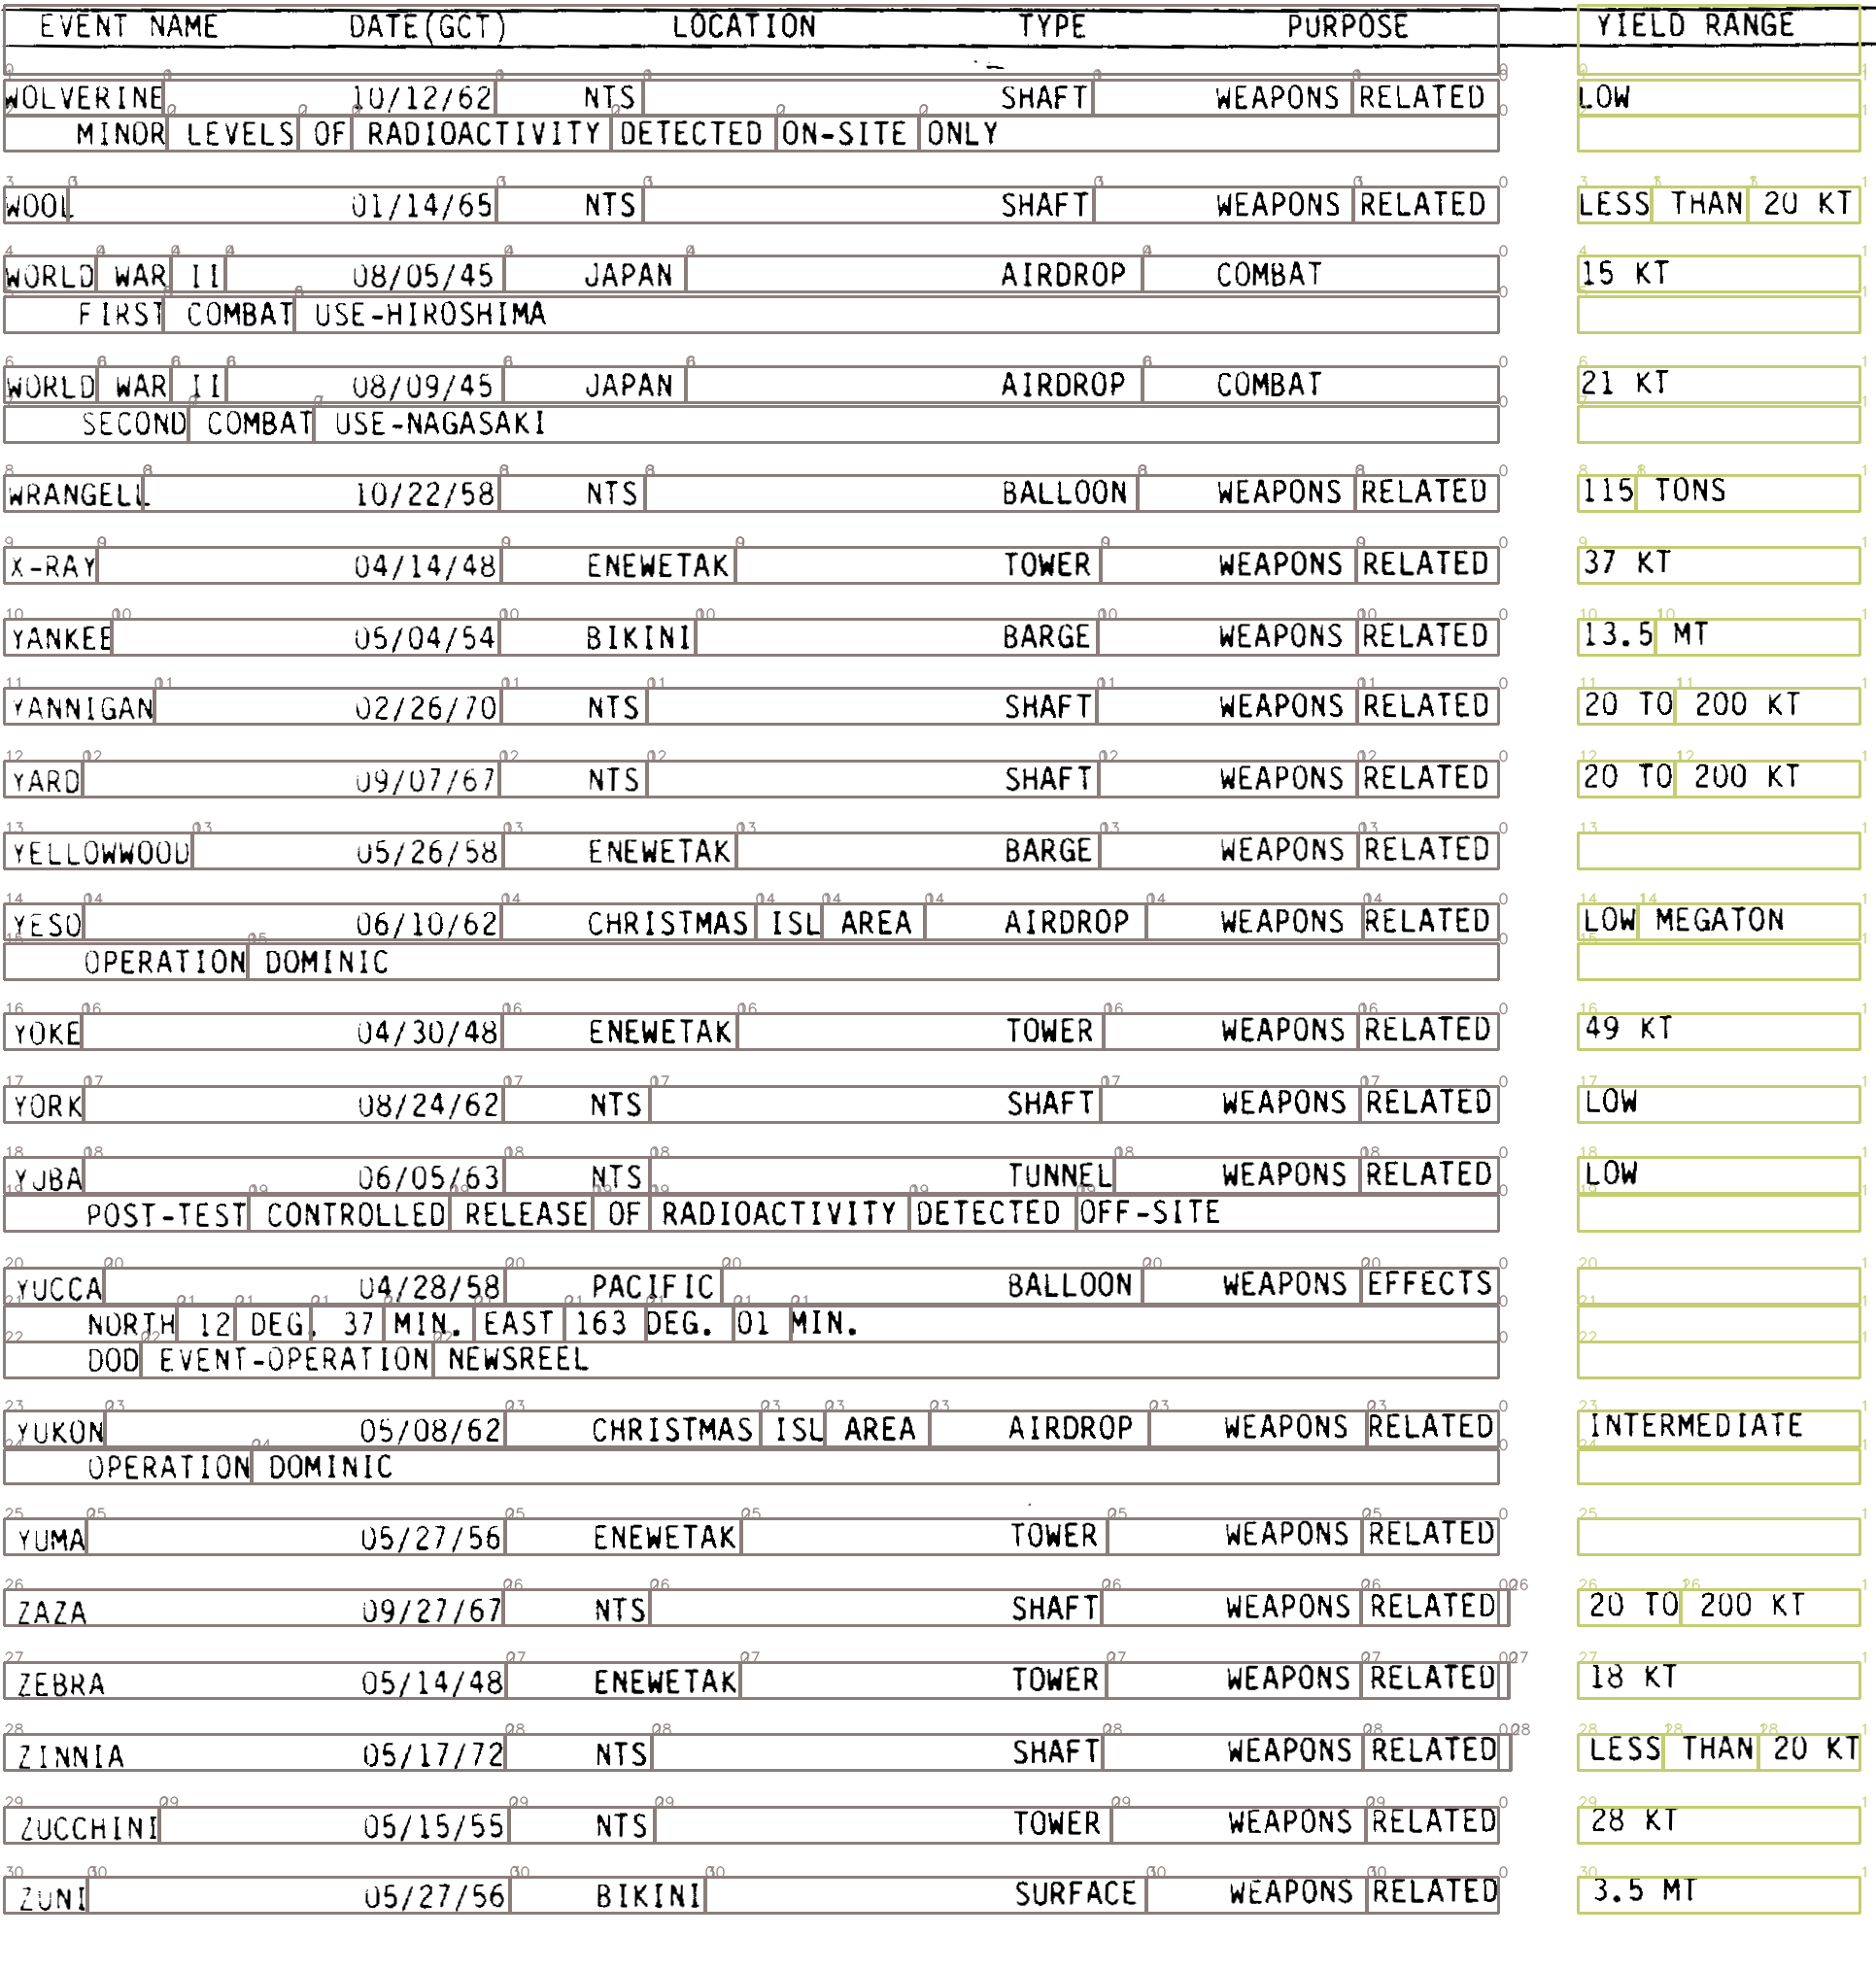 EVENT NAME DATE(GCT) LOCATION TYPE PURPOSE YIELD RANGE
WOLVERINE 10/12/62 NTS SHAFT WEAPONS RELATED LOW
MINOR LEVELS OF RADIOACTIVITY DETECTED ON-SITE ONLY
WOOL 01/14/65 NTS SHAFT WEAPONS RELATED LESS THAN 20 KT
WORLD WAR II 08/05/45 JAPAN AIRDROP COMBAT 15 KT
FIRST COMBAT USE-HIROSHIMA
WORLD WAR II 08/09/45 JAPAN AIRDROP COMBAT 21 KT
SECOND COMBAT USE-NAGASAKI
WRANGELL 10/22/58 NTS BALLOON WEAPONS RELATED 115 TONS
X-RAY 04/14/48 ENEWETAK TOWER WEAPONS RELATED 37 KT
YANKEE 05/04/54 BIKINI BARGE WEAPONS RELATED 13.5 MT
YANNIGAN 02/26/70 NTS SHAFT WEAPONS RELATED 20 TO 200 KT
YARD 09/07/67 NTS SHAFT WEAPONS RELATED 20 TO 200 KT
YELLOWWOOD 05/26/58 ENEWETAK BARGE WEAPONS RELATED
YESO 06/10/62 CHRISTMAS ISL AREA AIRDROP WEAPONS RELATED LOW MEGATON
OPERATION DOMINIC
YOKE 04/30/48 ENEWETAK TOWER WEAPONS RELATED 49 KT
YORK 08/24/62 NTS SHAFT WEAPONS RELATED LOW
YUBA 06/05/63 NTS TUNNEL WEAPONS RELATED LOW
POST-TEST CONTROLLED RELEASE OF RADIOACTIVITY DETECTED OFF-SITE
YUCCA 04/28/58 PACIFIC BALLOON WEAPONS EFFECTS
NORTH 12 DEG. 37 MIN. EAST 163 DEG. 01 MIN.
DOD EVENT-OPERATION NEWSREEL
YUKON 05/08/62 CHRISTMAS ISL AREA AIRDROP WEAPONS RELATED INTERMEDIATE
OPERATION DOMINIC
YUMA 05/27/56 ENEWETAK TOWER WEAPONS RELATED
ZAZA 09/27/67 NTS SHAFT WEAPONS RELATED 20 TO 200 KT
ZEBRA 05/14/48 ENEWETAK TOWER WEAPONS RELATED 18 KT
ZINNIA 05/17/72 NTS SHAFT WEAPONS RELATED LESS THAN 20 KT
ZUCCHINI 05/15/55 NTS TOWER WEAPONS RELATED 28 KT
ZUNI 05/27/56 BIKINI SURFACE WEAPONS RELATED 3.5 MT